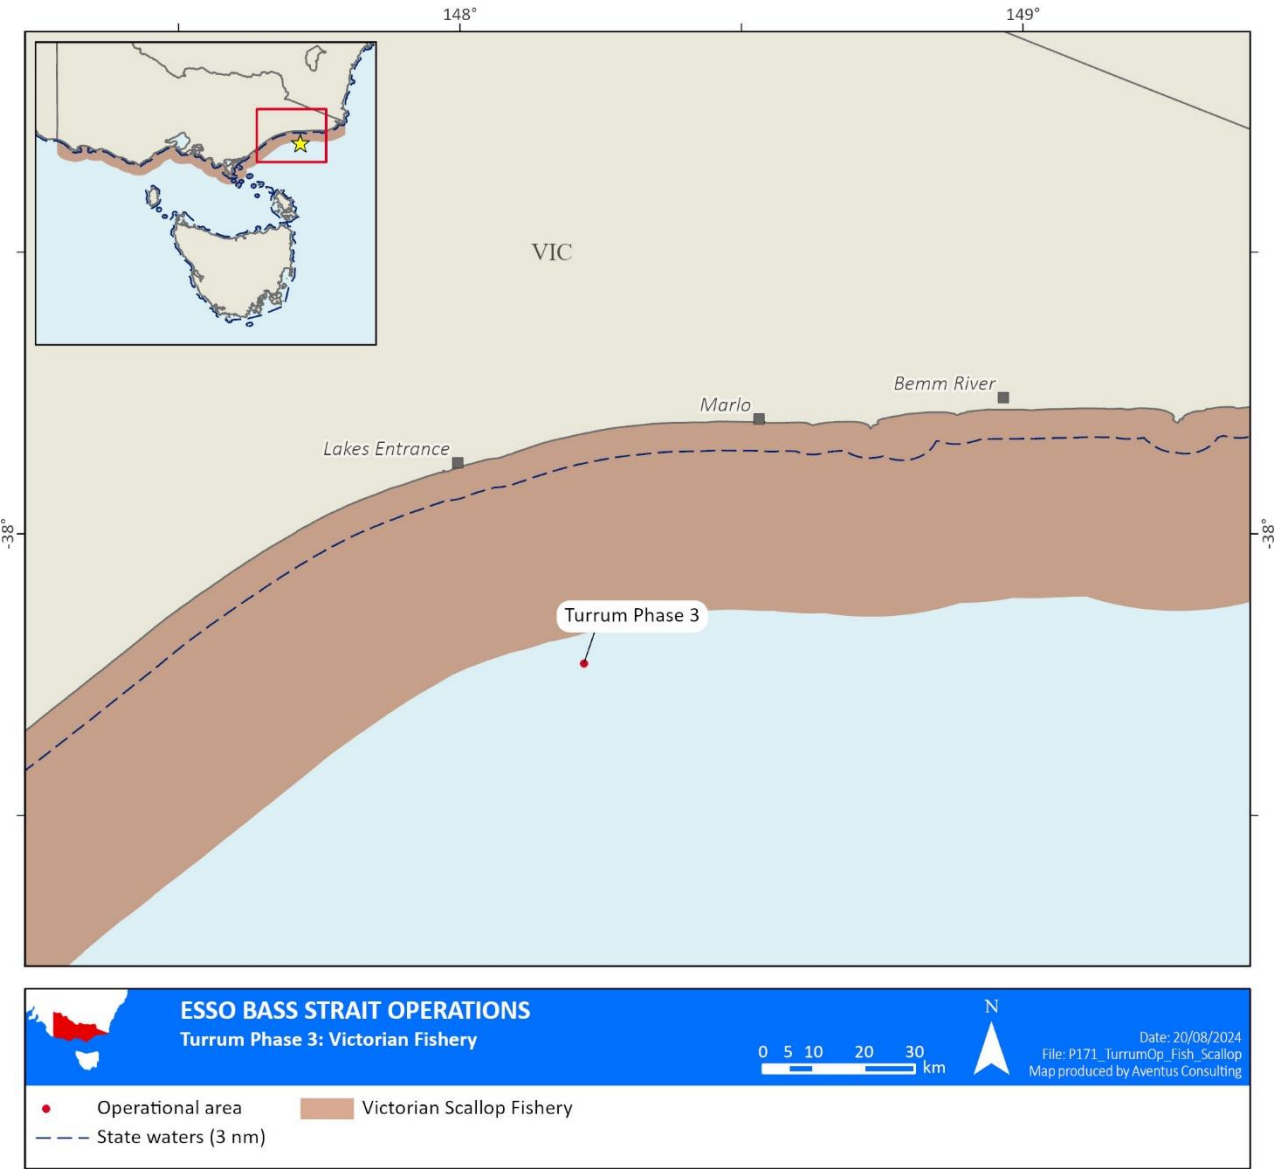 148°
149°
VIC
Bemm River
Marlo
Lakes Entrance
-38°
-38°
Turrum Phase 3
ESSO BASS STRAIT OPERATIONS
Turrum Phase 3: Victorian Fishery
0 5 10 20 30
km
N
Date: 20/08/2024
File: P171_TurrumOp_Fish_Scallop
Map produced by Aventus Consulting
Operational area
Victorian Scallop Fishery
State waters (3 nm)